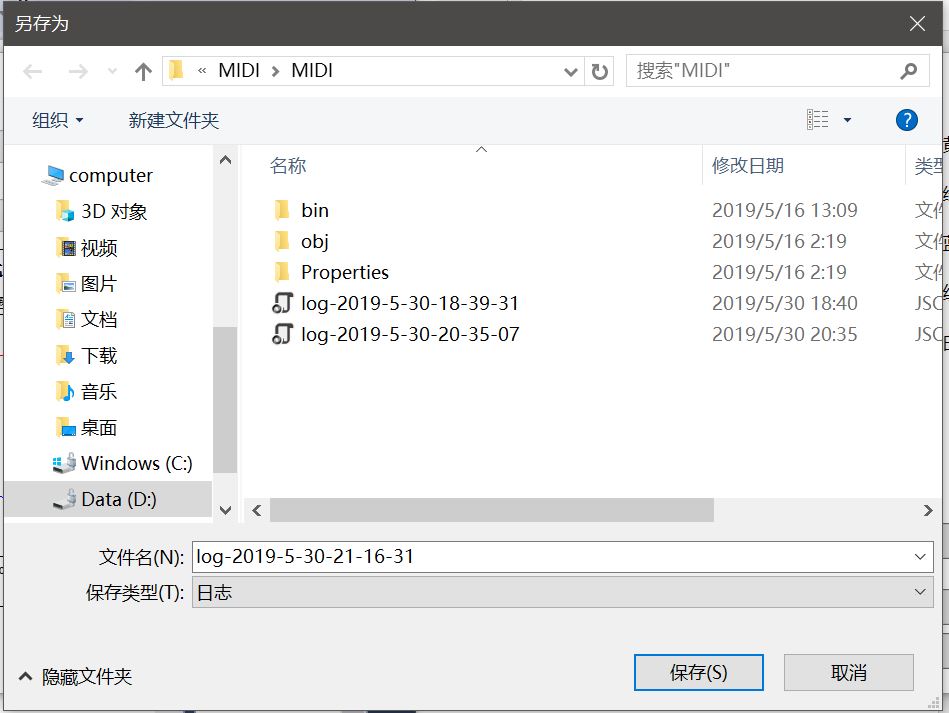 另存为
« MIDI > MIDI
搜索"MIDI"
组织
新建文件夹
?
computer
3D 对象
视频
图片
文档
下载
音乐
桌面
Windows (C:)
Data (D:)
名称 修改日期 类型
bin 2019/5/16 13:09 文件
obj 2019/5/16 2:19 文件
Properties 2019/5/16 2:19 文件
log-2019-5-30-18-39-31 2019/5/30 18:40 JSC
log-2019-5-30-20-35-07 2019/5/30 20:35 JSC
文件名(N): log-2019-5-30-21-16-31
保存类型(T): 日志
隐藏文件夹
保存(S)
取消